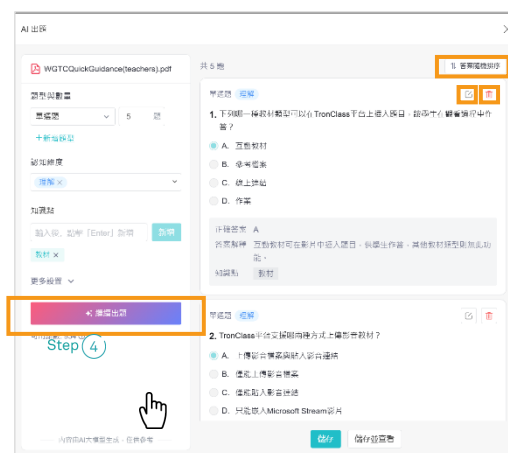 AI 出題
WGTCQuickGuidance(teachers).pdf
題型與數量
單選題 5 題
+新增題型
認知維度
理解 ×
知識點
輸入後，點擊「Enter」新增 新增
教材 ×
更多設置
繼續出題
Step 4
內容由AI大模型生成，僅供參考
共 5 題
答案隨機排序
單選題 理解
1. 下列哪一種教材類型可以在TronClass平台上插入題目，讓學生在觀看過程中作
答？
A. 互動教材
B. 參考檔案
C. 線上連結
D. 作業
正確答案 A
答案解釋 互動教材可在影片中插入題目，供學生作答，其他教材類型則無此功
能。
知識點 教材
單選題 理解
2. TronClass平台支援哪兩種方式上傳影音教材？
A. 上傳影音檔案與貼入影音連結
B. 僅能上傳影音檔案
C. 僅能貼入影音連結
D. 只能嵌入Microsoft Stream影片
儲存 儲存並查看